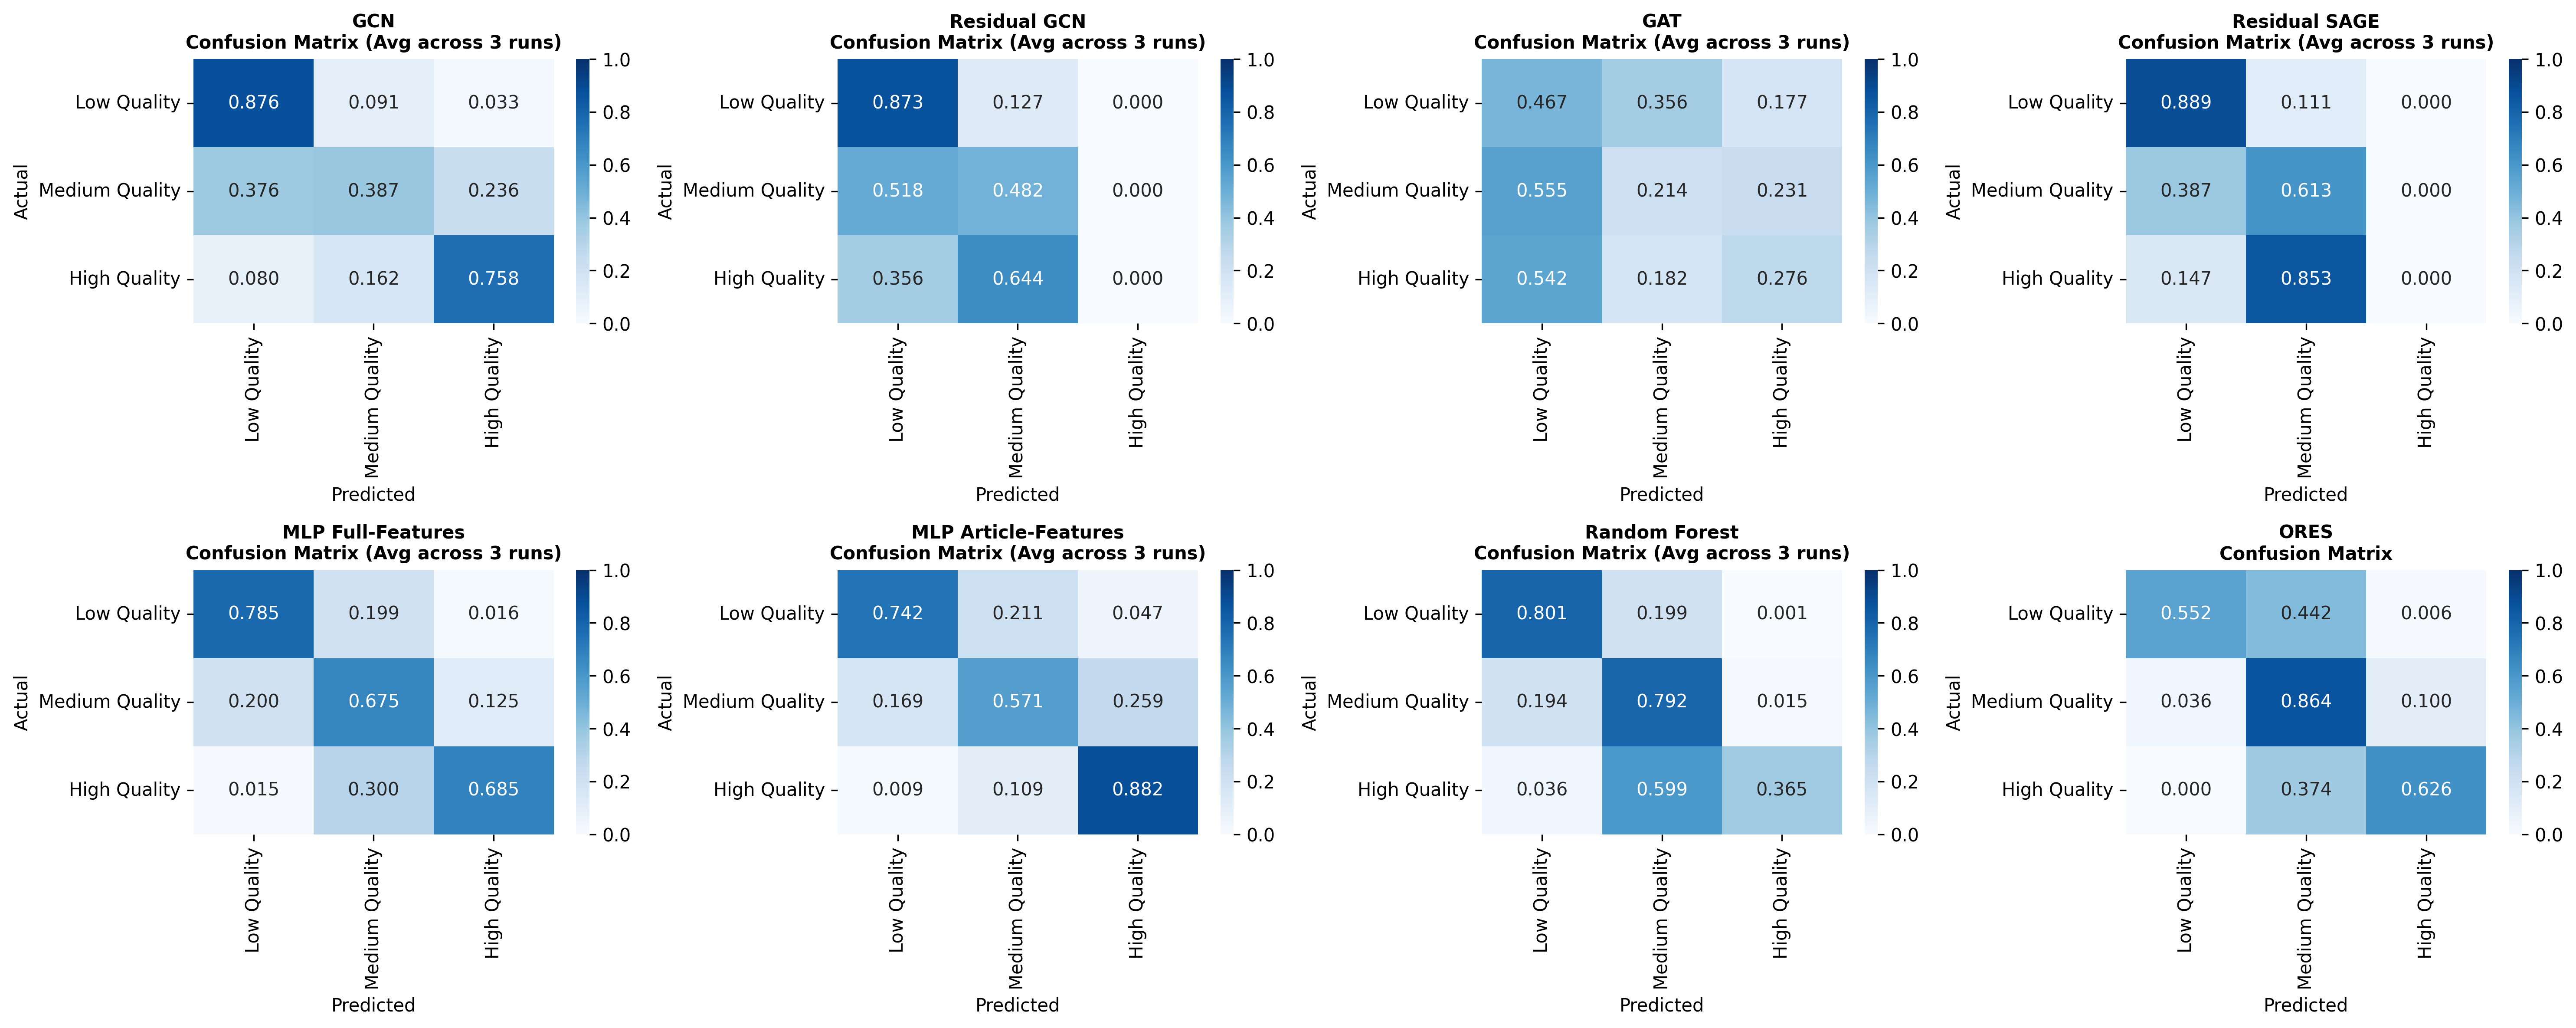 GCN
Confusion Matrix (Avg across 3 runs)
Actual
Low Quality 0.876 0.091 0.033
Medium Quality 0.376 0.387 0.236
High Quality 0.080 0.162 0.758
Low Quality Medium Quality High Quality
Predicted
1.0
0.8
0.6
0.4
0.2
0.0
Residual GCN
Confusion Matrix (Avg across 3 runs)
Actual
Low Quality 0.873 0.127 0.000
Medium Quality 0.518 0.482 0.000
High Quality 0.356 0.644 0.000
Low Quality Medium Quality High Quality
Predicted
1.0
0.8
0.6
0.4
0.2
0.0
GAT
Confusion Matrix (Avg across 3 runs)
Actual
Low Quality 0.467 0.356 0.177
Medium Quality 0.555 0.214 0.231
High Quality 0.542 0.182 0.276
Low Quality Medium Quality High Quality
Predicted
1.0
0.8
0.6
0.4
0.2
0.0
Residual SAGE
Confusion Matrix (Avg across 3 runs)
Actual
Low Quality 0.889 0.111 0.000
Medium Quality 0.387 0.613 0.000
High Quality 0.147 0.853 0.000
Low Quality Medium Quality High Quality
Predicted
1.0
0.8
0.6
0.4
0.2
0.0
MLP Full-Features
Confusion Matrix (Avg across 3 runs)
Actual
Low Quality 0.785 0.199 0.016
Medium Quality 0.200 0.675 0.125
High Quality 0.015 0.300 0.685
Low Quality Medium Quality High Quality
Predicted
1.0
0.8
0.6
0.4
0.2
0.0
MLP Article-Features
Confusion Matrix (Avg across 3 runs)
Actual
Low Quality 0.742 0.211 0.047
Medium Quality 0.169 0.571 0.259
High Quality 0.009 0.109 0.882
Low Quality Medium Quality High Quality
Predicted
1.0
0.8
0.6
0.4
0.2
0.0
Random Forest
Confusion Matrix (Avg across 3 runs)
Actual
Low Quality 0.801 0.199 0.001
Medium Quality 0.194 0.792 0.015
High Quality 0.036 0.599 0.365
Low Quality Medium Quality High Quality
Predicted
1.0
0.8
0.6
0.4
0.2
0.0
ORES
Confusion Matrix
Actual
Low Quality 0.552 0.442 0.006
Medium Quality 0.036 0.864 0.100
High Quality 0.000 0.374 0.626
Low Quality Medium Quality High Quality
Predicted
1.0
0.8
0.6
0.4
0.2
0.0